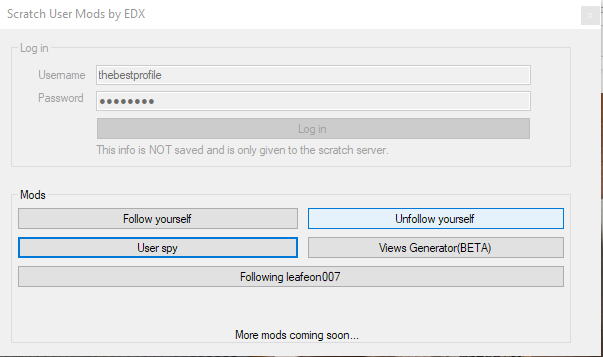 Scratch User Mods by EDX
Log in
Username thebestprofile
Password ●●●●●●●●
Log in
This info is NOT saved and is only given to the scratch server.
Mods
Follow yourself Unfollow yourself
User spy Views Generator(BETA)
Following leafeon007
More mods coming soon...